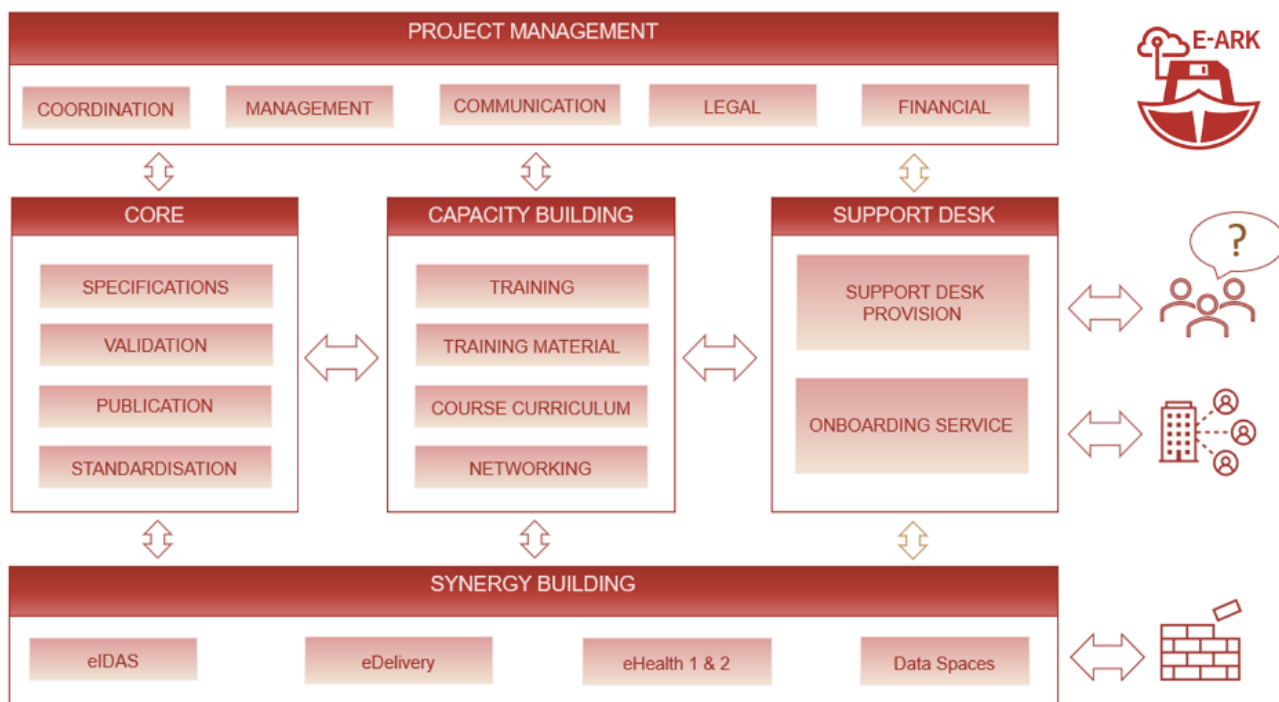 PROJECT MANAGEMENT
E-ARK
COORDINATION
MANAGEMENT
COMMUNICATION
LEGAL
FINANCIAL
CORE
SPECIFICATIONS
VALIDATION
PUBLICATION
STANDARDISATION
CAPACITY BUILDING
TRAINING
TRAINING MATERIAL
COURSE CURRICULUM
NETWORKING
SUPPORT DESK
SUPPORT DESK
PROVISION
ONBOARDING SERVICE
?
SYNERGY BUILDING
eIDAS
eDelivery
eHealth 1 & 2
Data Spaces